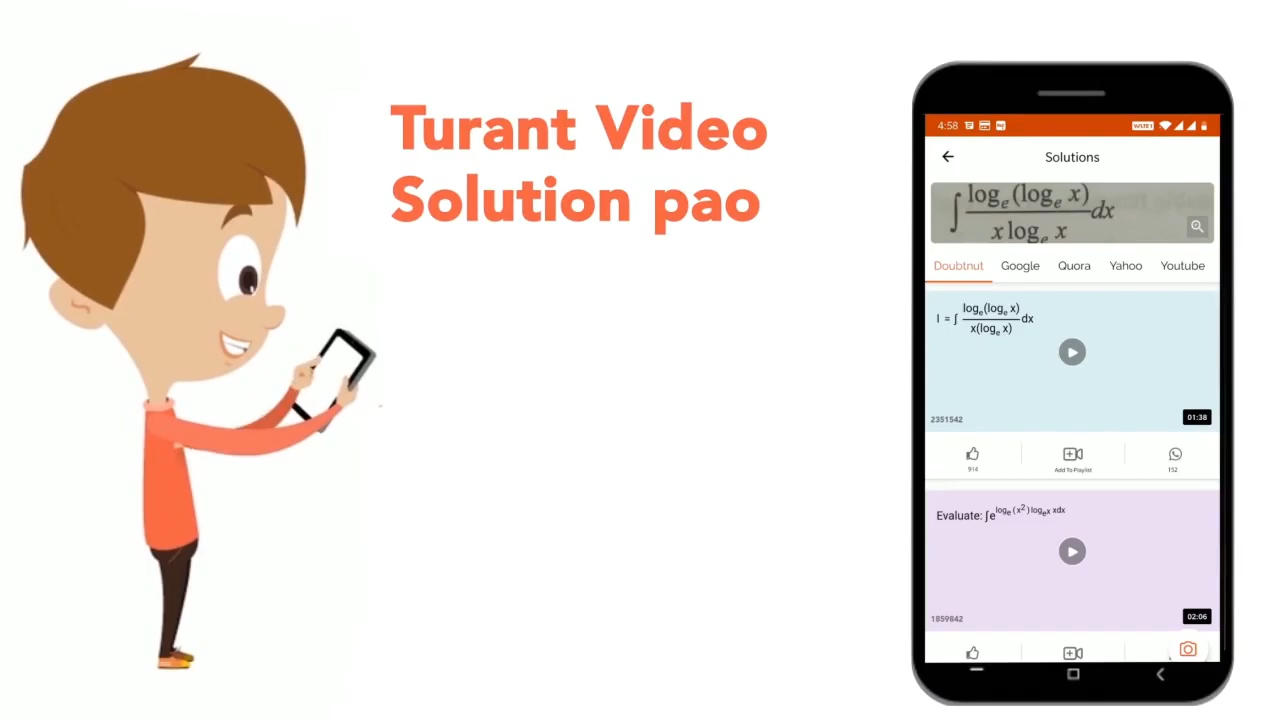 Turant Video
Solution pao
4:58
VoLTE1
Solutions
∫ logₑ(logₑ x) / x logₑ x dx
Doubtnut Google Quora Yahoo Youtube
I = ∫ logₑ(logₑ x) / x(logₑ x) dx
2351542 01:38
914 Add To Playlist 152
Evaluate: ∫e^logₑ(x²)logₑx xdx
1859842 02:06